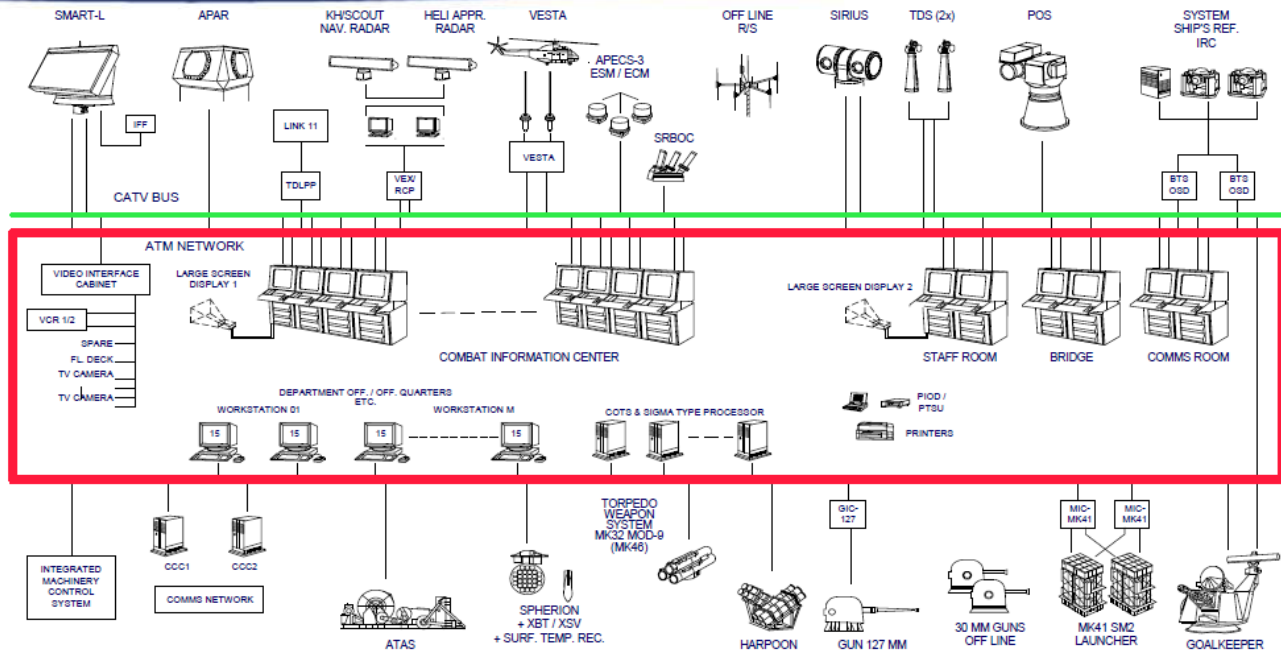 SMART-L
APAR
KH/SCOUT
NAV. RADAR
HELI APPR.
RADAR
VESTA
APECS-3
ESM / ECM
OFF LINE
R/S
SIRIUS
TDS (2x)
POS
SYSTEM
SHIP'S REF.
IRC
IFF
LINK 11
TDLPP
VEX/
RCP
VESTA
SRBOC
BTS
OSD
BTS
OSD
CATV BUS
ATM NETWORK
VIDEO INTERFACE
CABINET
VCR 1/2
SPARE
FL. DECK
TV CAMERA
TV CAMERA
LARGE SCREEN
DISPLAY 1
COMBAT INFORMATION CENTER
LARGE SCREEN DISPLAY 2
STAFF ROOM
BRIDGE
COMMS ROOM
DEPARTMENT OFF. / OFF. QUARTERS
ETC.
WORKSTATION 01
WORKSTATION M
15
15
15
15
COTS & SIGMA TYPE PROCESSOR
PIOD /
PTSU
PRINTERS
INTEGRATED
MACHINERY
CONTROL
SYSTEM
CCC1
CCC2
COMMS NETWORK
ATAS
SPHERION
+ XBT / XSV
+ SURF. TEMP. REC.
TORPEDO
WEAPON
SYSTEM
MK32 MOD-9
(MK46)
HARPOON
GIC-
127
GUN 127 MM
30 MM GUNS
OFF LINE
MIC-
MK41
MIC-
MK41
MK41 SM2
LAUNCHER
GOALKEEPER